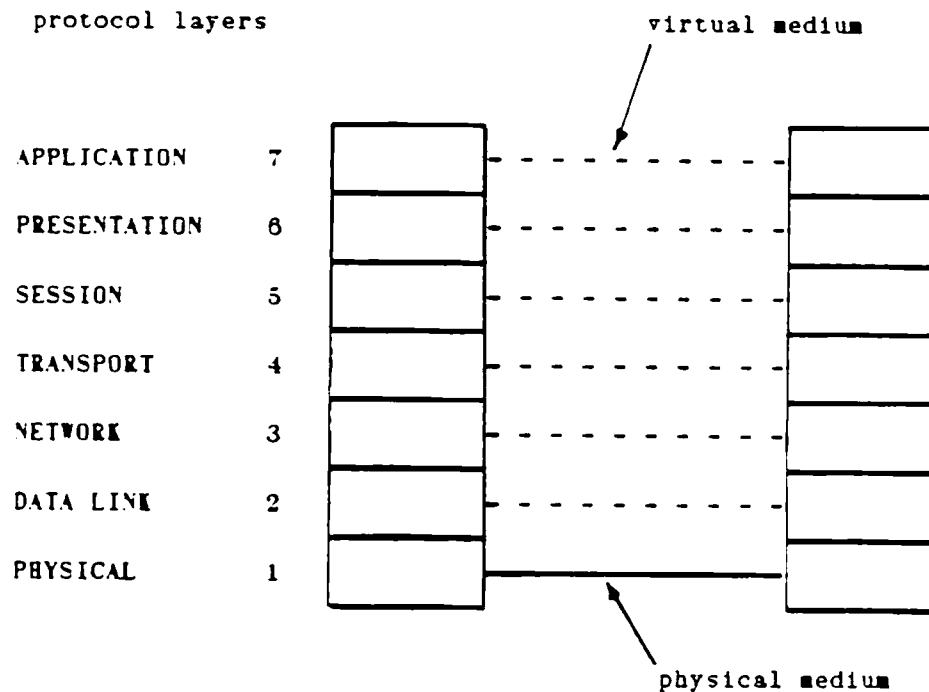 protocol layers
virtual medium
APPLICATION 7
PRESENTATION 6
SESSION 5
TRANSPORT 4
NETWORK 3
DATA LINK 2
PHYSICAL 1
physical medium